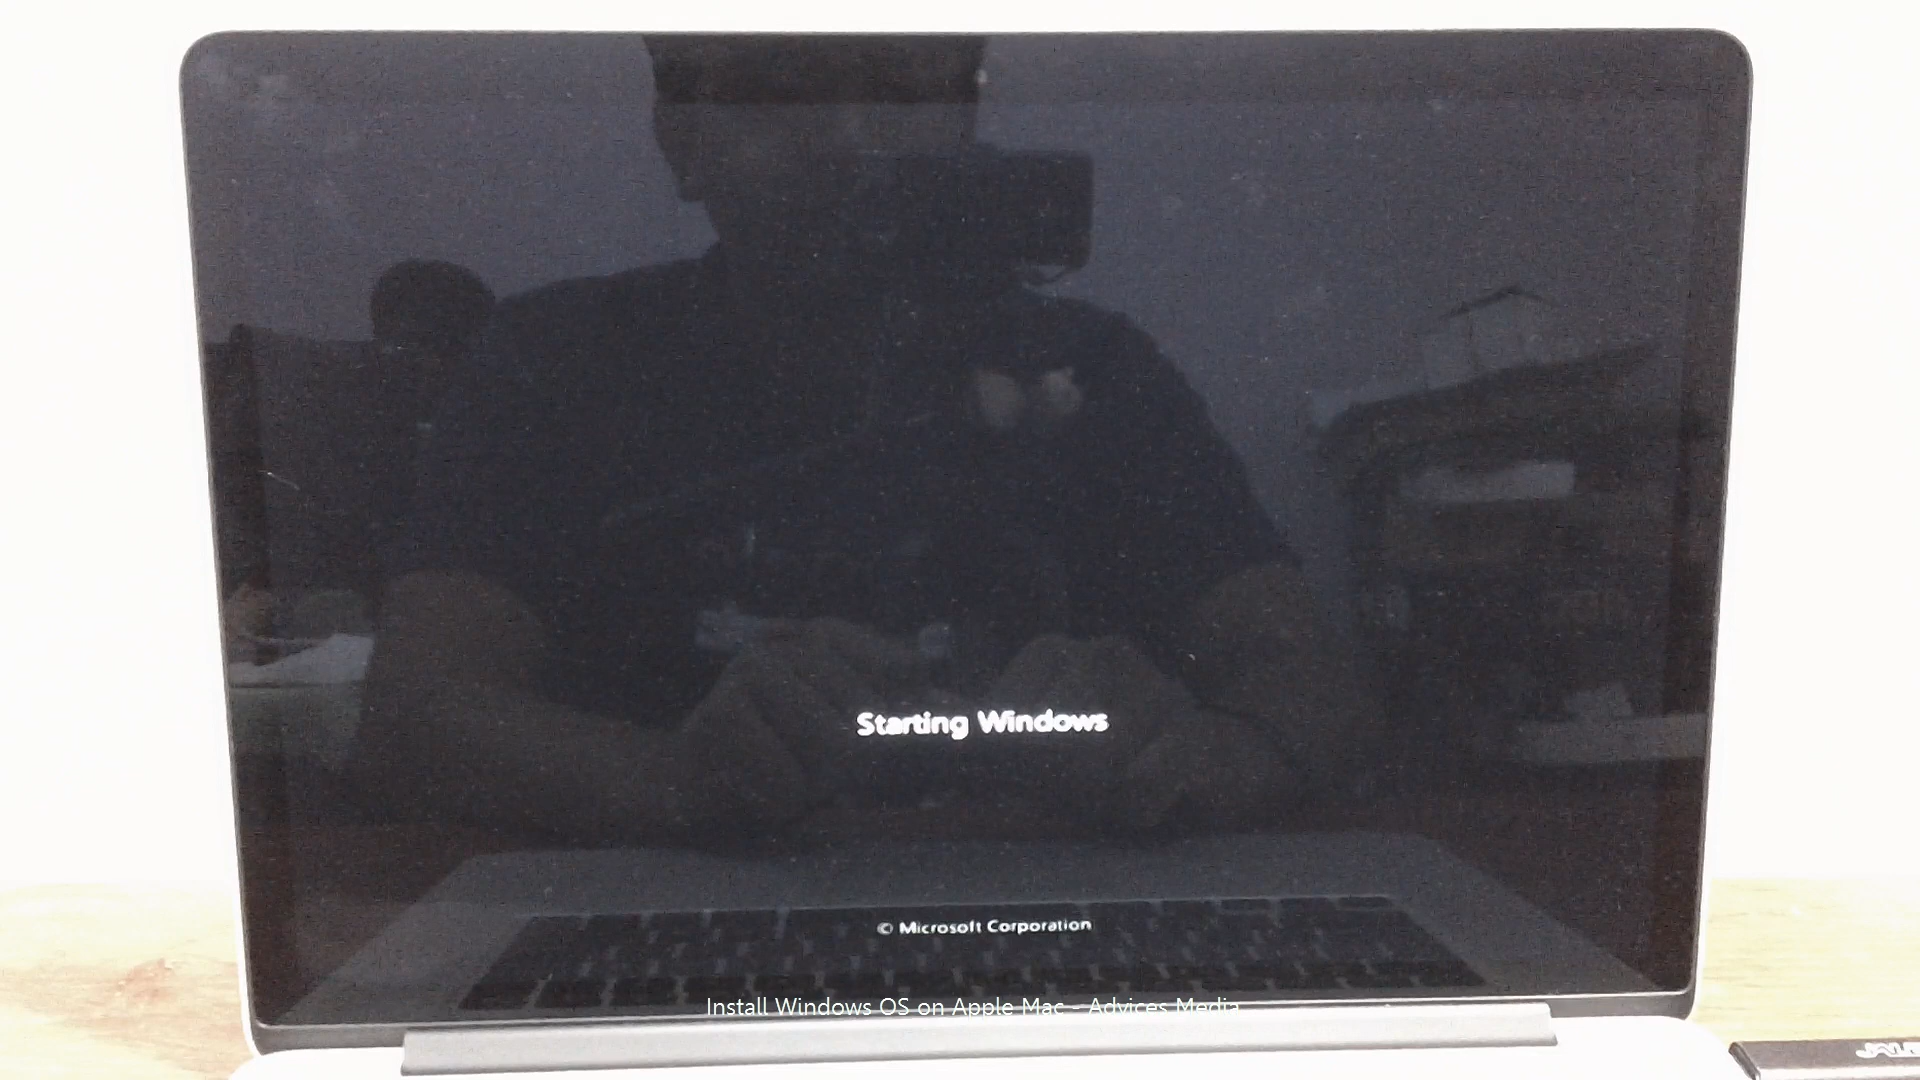 Starting Windows
© Microsoft Corporation
Install Windows OS on Apple Mac - Advices Media